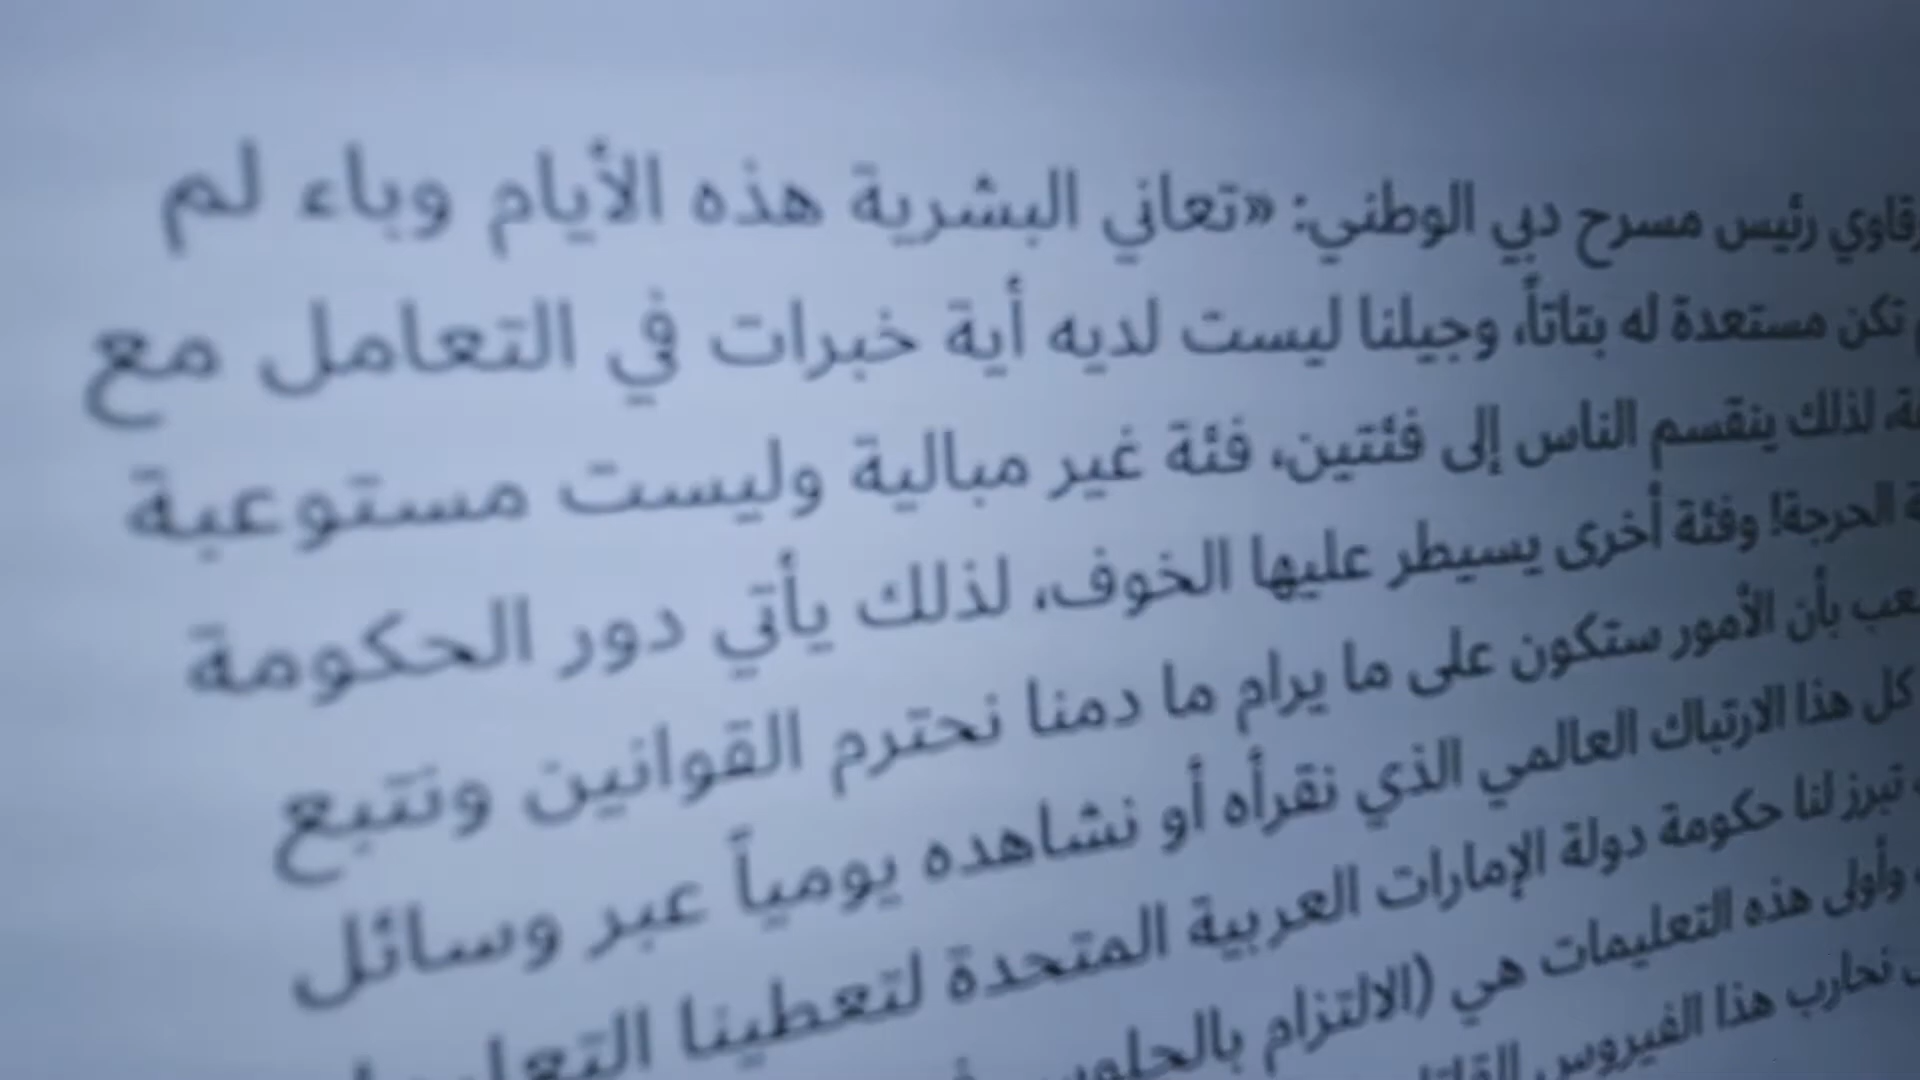 رئيس مسرح دبي الوطني: «تعاني البشرية هذه الأيام وباء لم
تكن مستعدة له بتاتاً، وجيلنا ليست لديه أية خبرات في التعامل مع
لذلك ينقسم الناس إلى فئتين، فئة غير مبالية وليست مستوعبة
الحرجة! وفئة أخرى يسيطر عليها الخوف، لذلك يأتي دور الحكومة
بأن الأمور ستكون على ما يرام ما دمنا نحترم القوانين ونتبع
كل هذا الارتباك العالمي الذي نقرأه أو نشاهده يومياً عبر وسائل
تبرز لنا حكومة دولة الإمارات العربية المتحدة لتعطينا
وأولى هذه التعليمات هي (الالتزام بالجلوس
نحارب هذا الفيروس